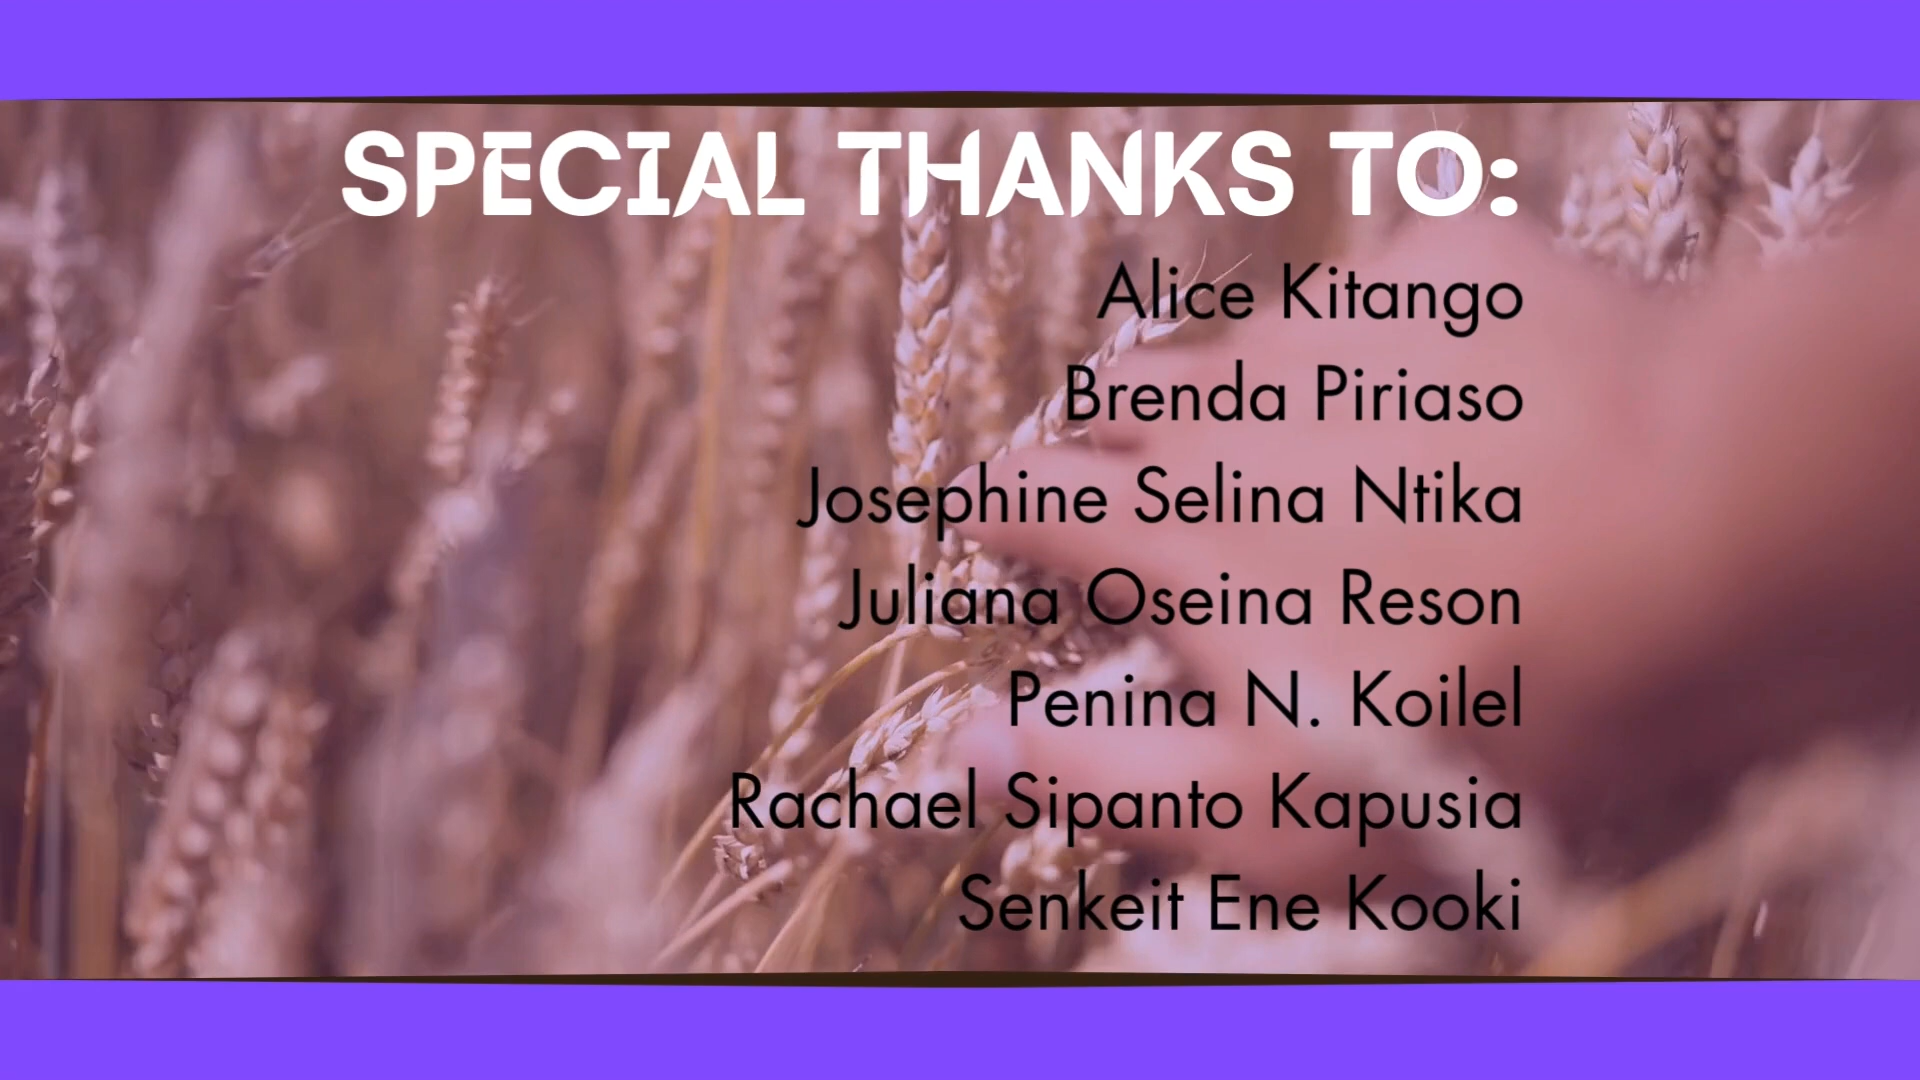 SPECIAL THANKS TO:
Alice Kitango
Brenda Piriaso
Josephine Selina Ntika
Juliana Oseina Reson
Penina N. Koilel
Rachael Sipanto Kapusia
Senkeit Ene Kooki